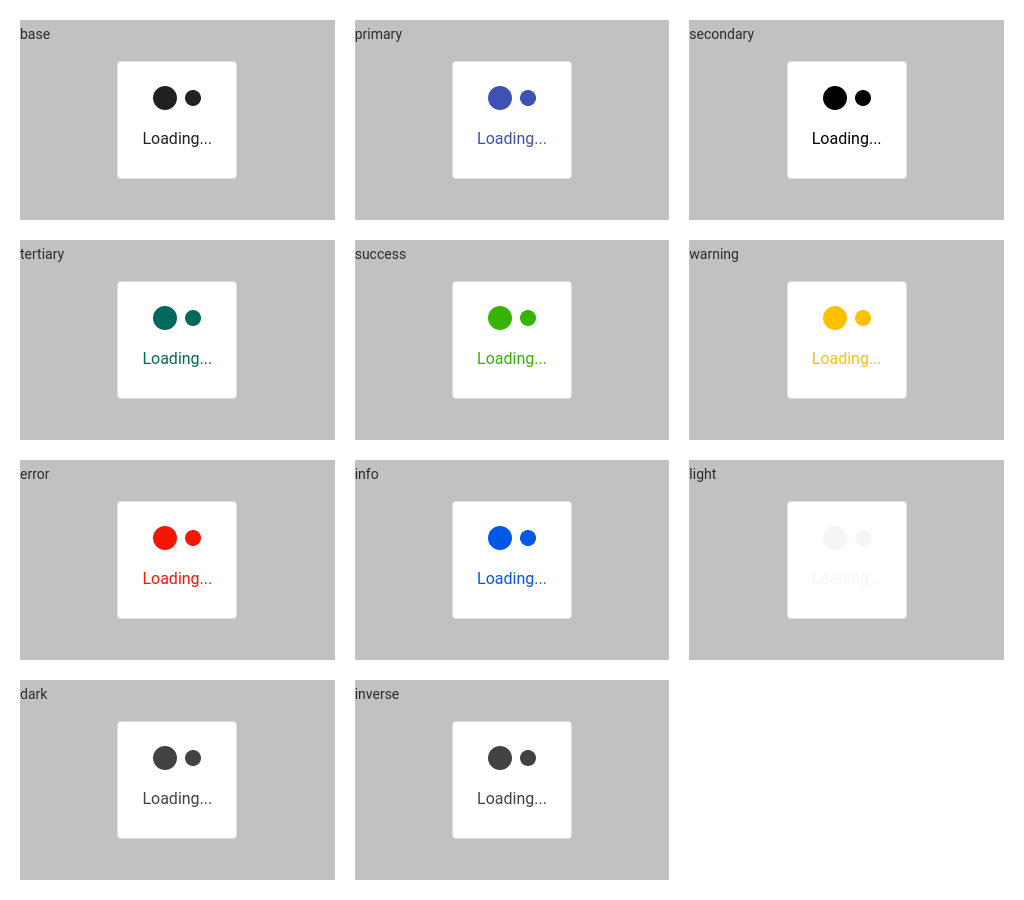 base
Loading...
primary
Loading...
secondary
Loading...
tertiary
Loading...
success
Loading...
warning
Loading...
error
Loading...
info
Loading...
light
Loading...
dark
Loading...
inverse
Loading...